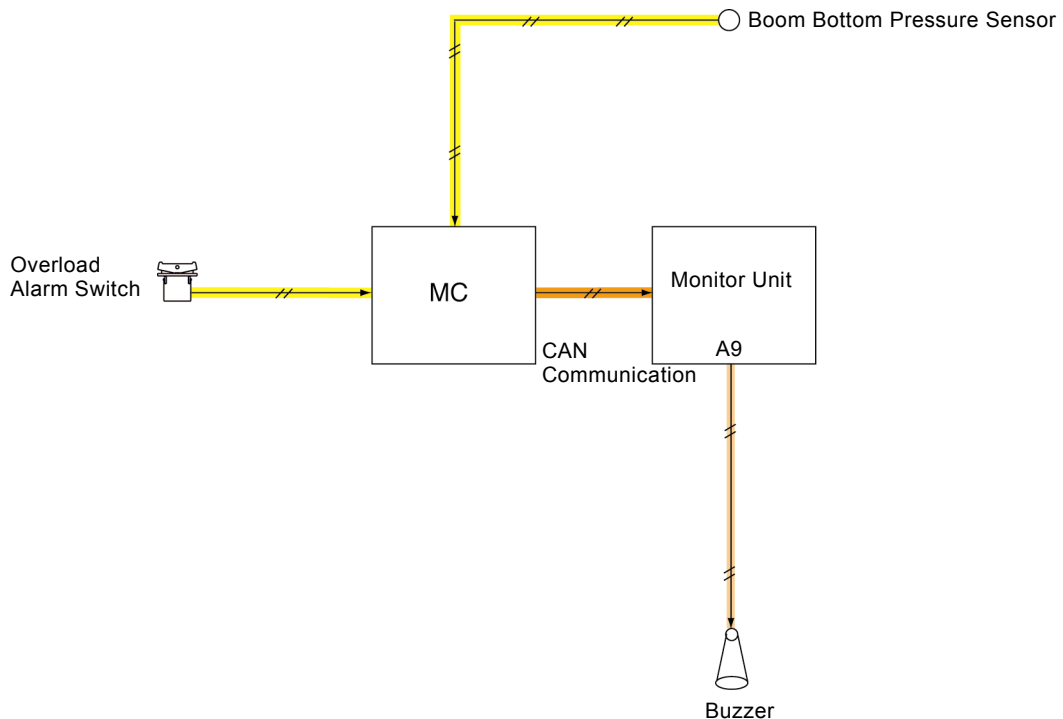 Boom Bottom Pressure Sensor
Overload
Alarm Switch
MC
Monitor Unit
A9
CAN
Communication
Buzzer